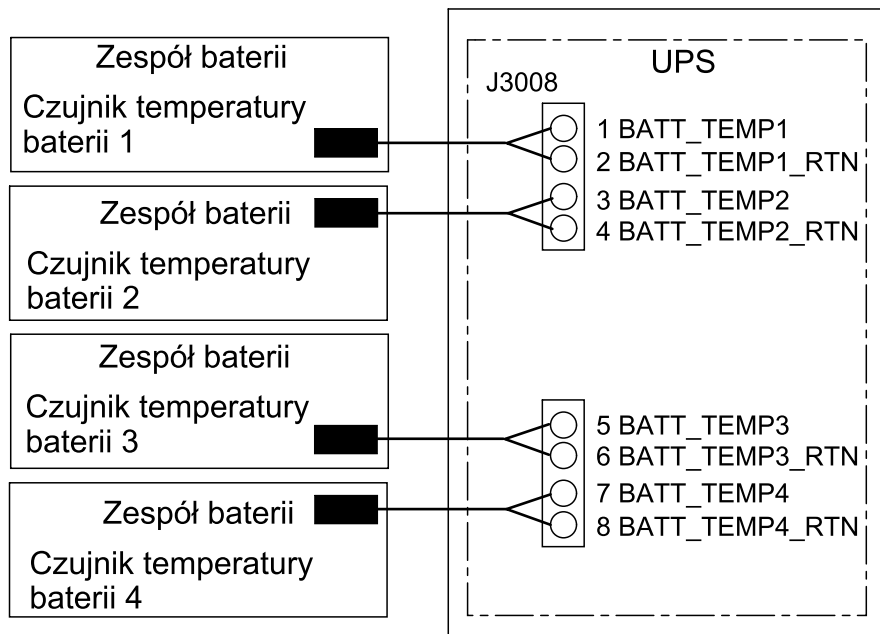 Zespół baterii
Czujnik temperatury
baterii 1
Zespół baterii
Czujnik temperatury
baterii 2
Zespół baterii
Czujnik temperatury
baterii 3
Zespół baterii
Czujnik temperatury
baterii 4
UPS
J3008
1 BATT_TEMP1
2 BATT_TEMP1_RTN
3 BATT_TEMP2
4 BATT_TEMP2_RTN
5 BATT_TEMP3
6 BATT_TEMP3_RTN
7 BATT_TEMP4
8 BATT_TEMP4_RTN